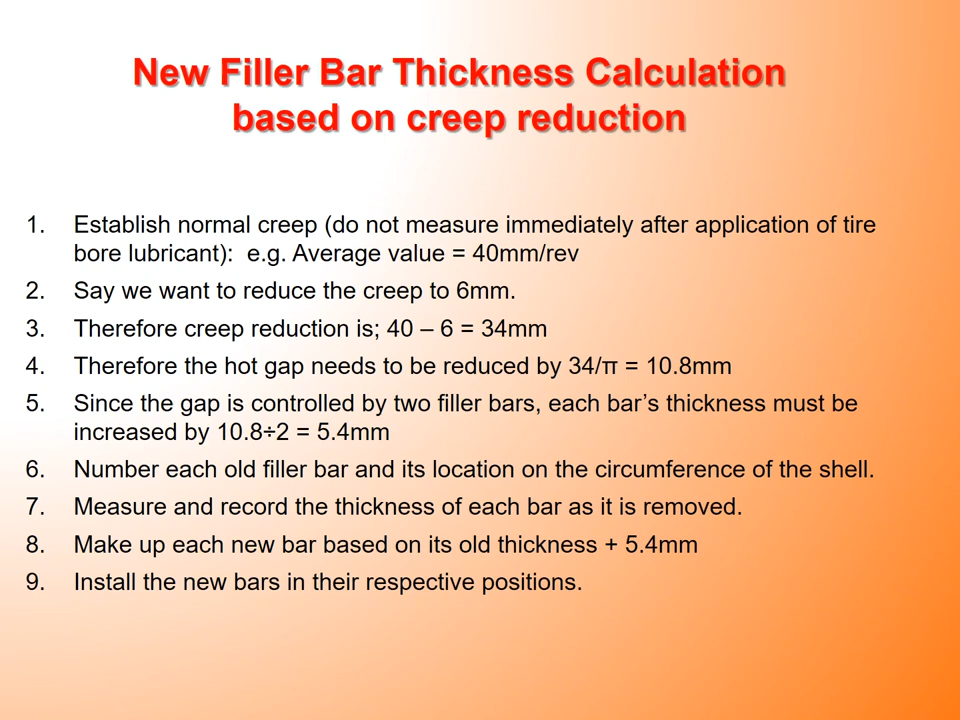 New Filler Bar Thickness Calculation
based on creep reduction
1. Establish normal creep (do not measure immediately after application of tire
bore lubricant):  e.g. Average value = 40mm/rev
2. Say we want to reduce the creep to 6mm.
3. Therefore creep reduction is; 40 – 6 = 34mm
4. Therefore the hot gap needs to be reduced by 34/π = 10.8mm
5. Since the gap is controlled by two filler bars, each bar’s thickness must be
increased by 10.8÷2 = 5.4mm
6. Number each old filler bar and its location on the circumference of the shell.
7. Measure and record the thickness of each bar as it is removed.
8. Make up each new bar based on its old thickness + 5.4mm
9. Install the new bars in their respective positions.